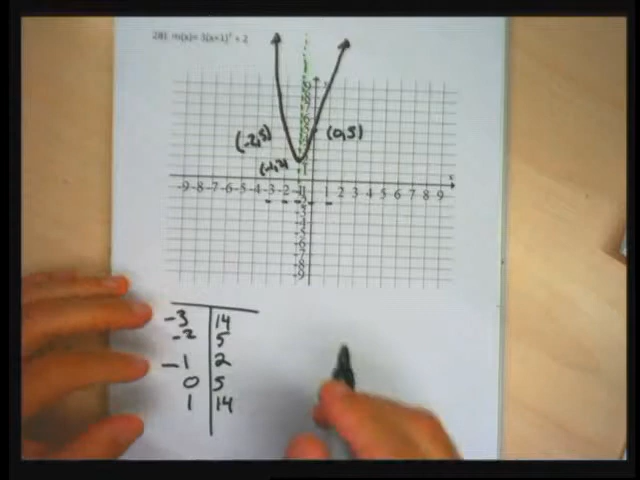 28) m(x)= 3(x+1)² + 2
(-2,5)
(0,5)
(-1,2)
x
-9 -8 -7 -6 -5 -4 -3 -2 -1 1 2 3 4 5 6 7 8 9
-3 14
-2 5
-1 2
0 5
1 14